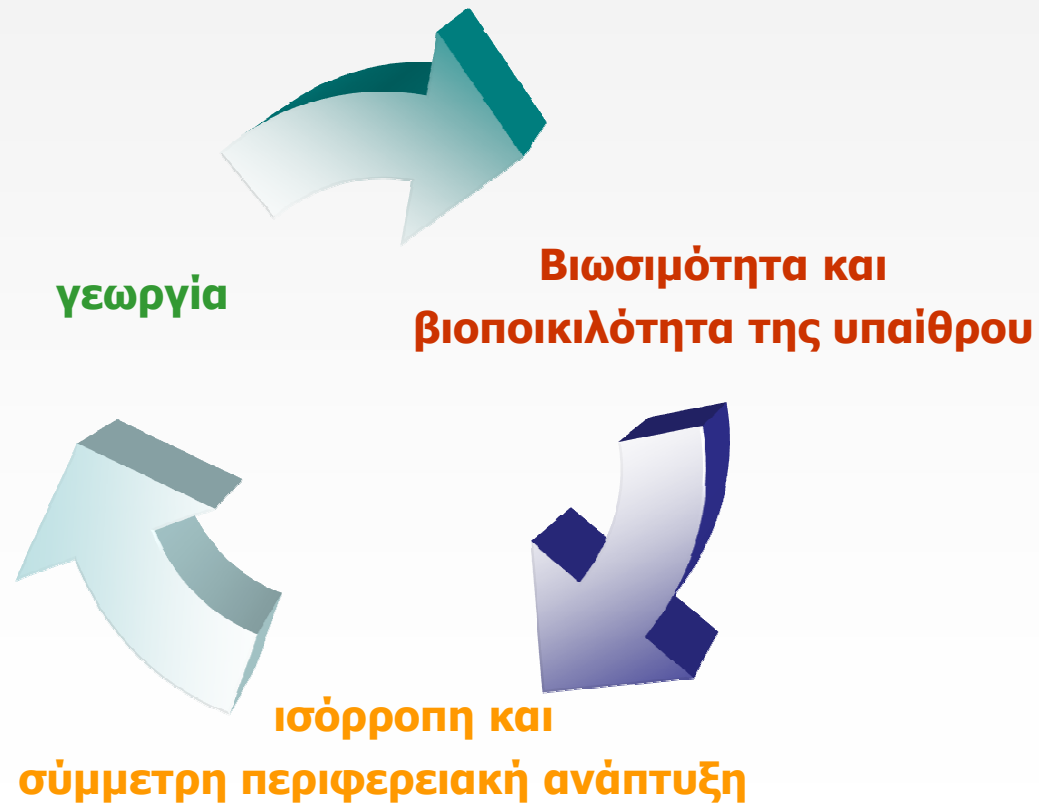 γεωργία
Βιωσιμότητα και
βιοποικιλότητα της υπαίθρου
ισόρροπη και
σύμμετρη περιφερειακή ανάπτυξη